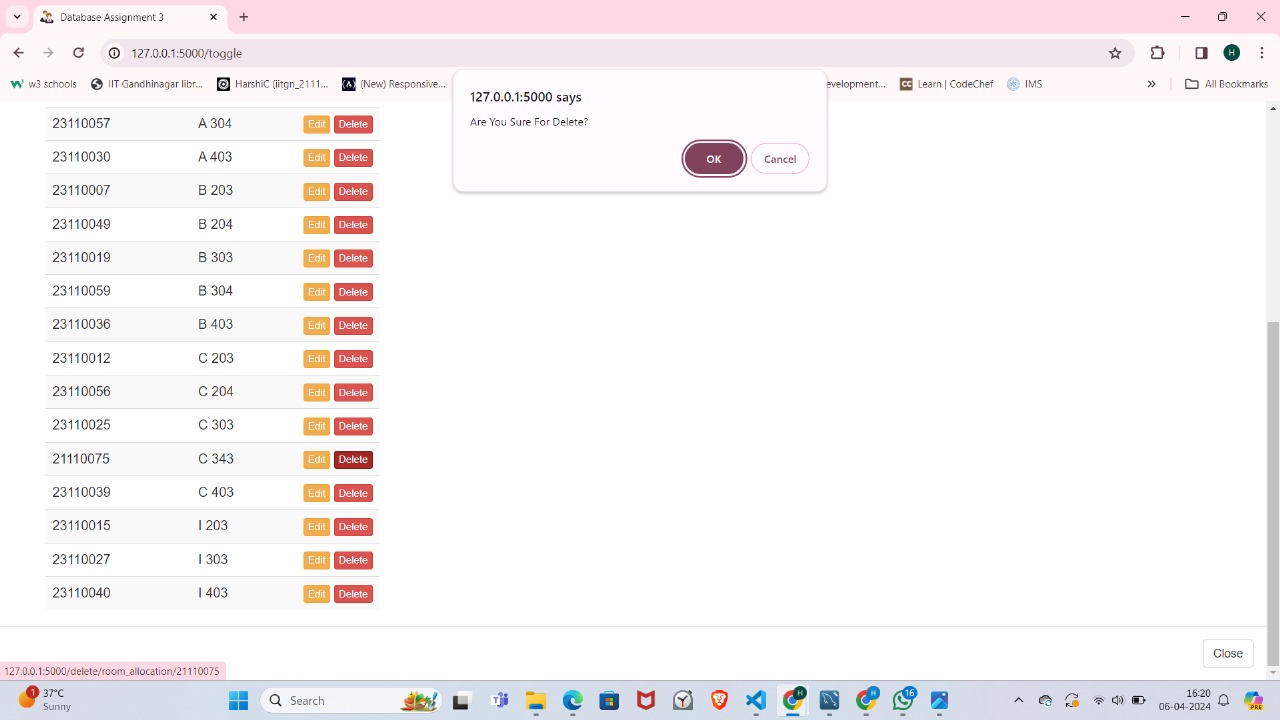 Database Assignment 3
127.0.0.1:5000/toggle
w3 schools
IIT Gandhinagar libr...
HarshiC (iitgn_2111...
(New) Responsive...
evelopment...
CC Learn | CodeChef
IMS
All Bookmarks
127.0.0.1:5000 says
Are You Sure For Delete?
OK Cancel
23110057 A 304 Edit Delete
23110030 A 403 Edit Delete
23110007 B 203 Edit Delete
23110049 B 204 Edit Delete
23110019 B 303 Edit Delete
23110059 B 304 Edit Delete
23110036 B 403 Edit Delete
23110012 C 203 Edit Delete
23110056 C 204 Edit Delete
23110025 C 303 Edit Delete
21110075 C 343 Edit Delete
23110039 C 403 Edit Delete
23110015 I 203 Edit Delete
23110027 I 303 Edit Delete
23110040 I 403 Edit Delete
Close
127.0.0.1:5000/delete/room_allocation/21110075
1 37°C
Sunny
Search
16
16:20
06-04-2024
PRE